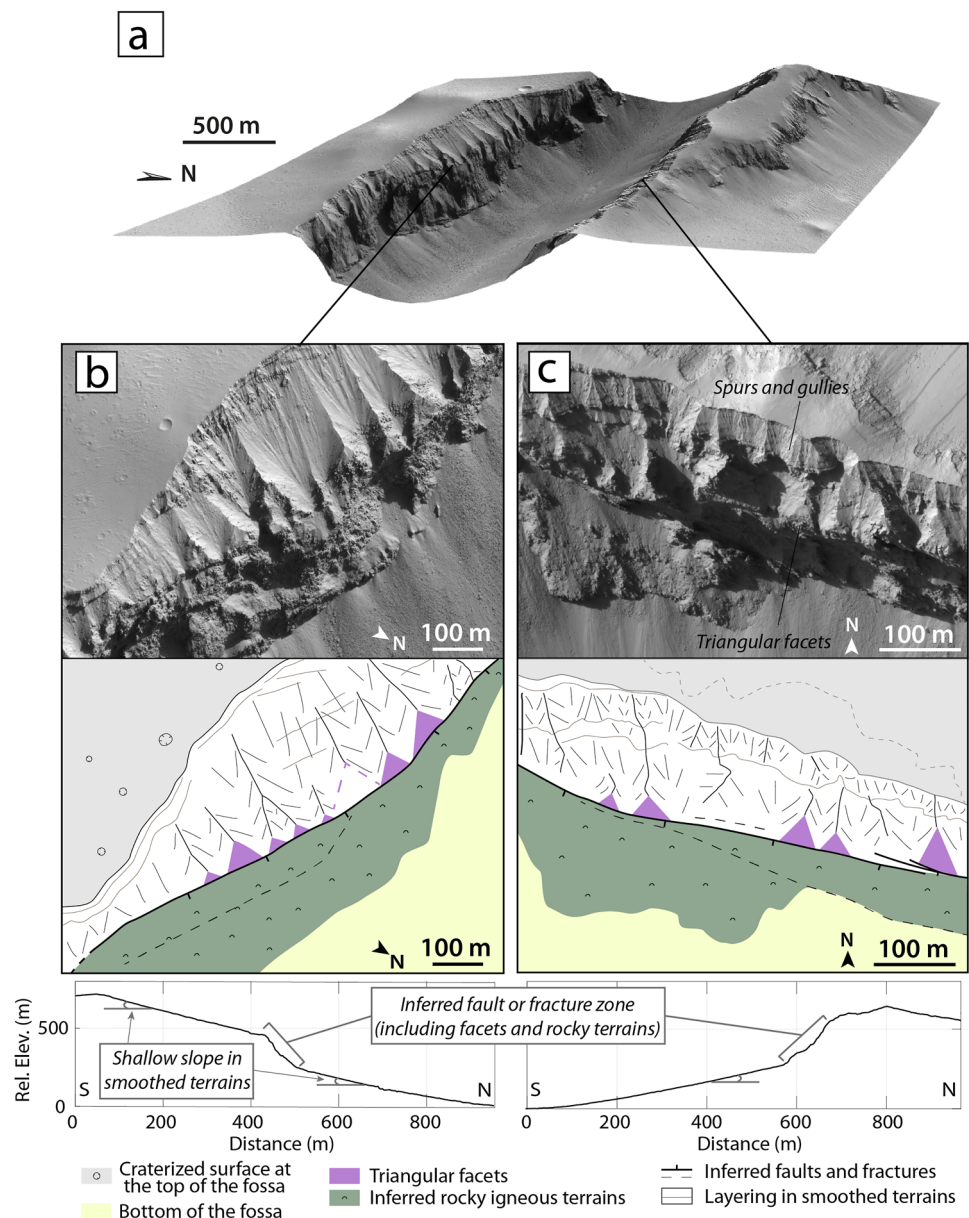 a
500 m
N
b
N
100 m
c
Spurs and gullies
Triangular facets
N
100 m
N
100 m
N
100 m
Rel. Elev. (m)
500
0
Inferred fault or fracture zone
(including facets and rocky terrains)
Shallow slope in
smoothed terrains
S
N
S
N
0
200
400
600
800
0
200
400
600
800
Distance (m)
Distance (m)
Craterized surface at
the top of the fossa
Bottom of the fossa
Triangular facets
Inferred rocky igneous terrains
Inferred faults and fractures
Layering in smoothed terrains